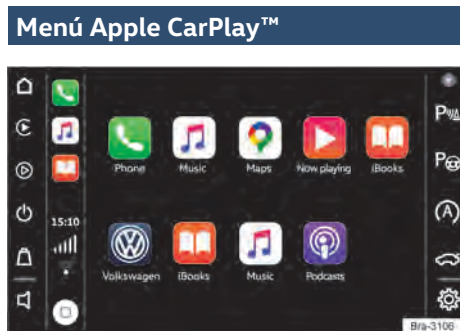 Menú Apple CarPlay™
Phone
Music
Maps
Now playing
iBooks
15:10
Volkswagen
iBooks
Music
Podcasts
P
P
A
Bra-3106